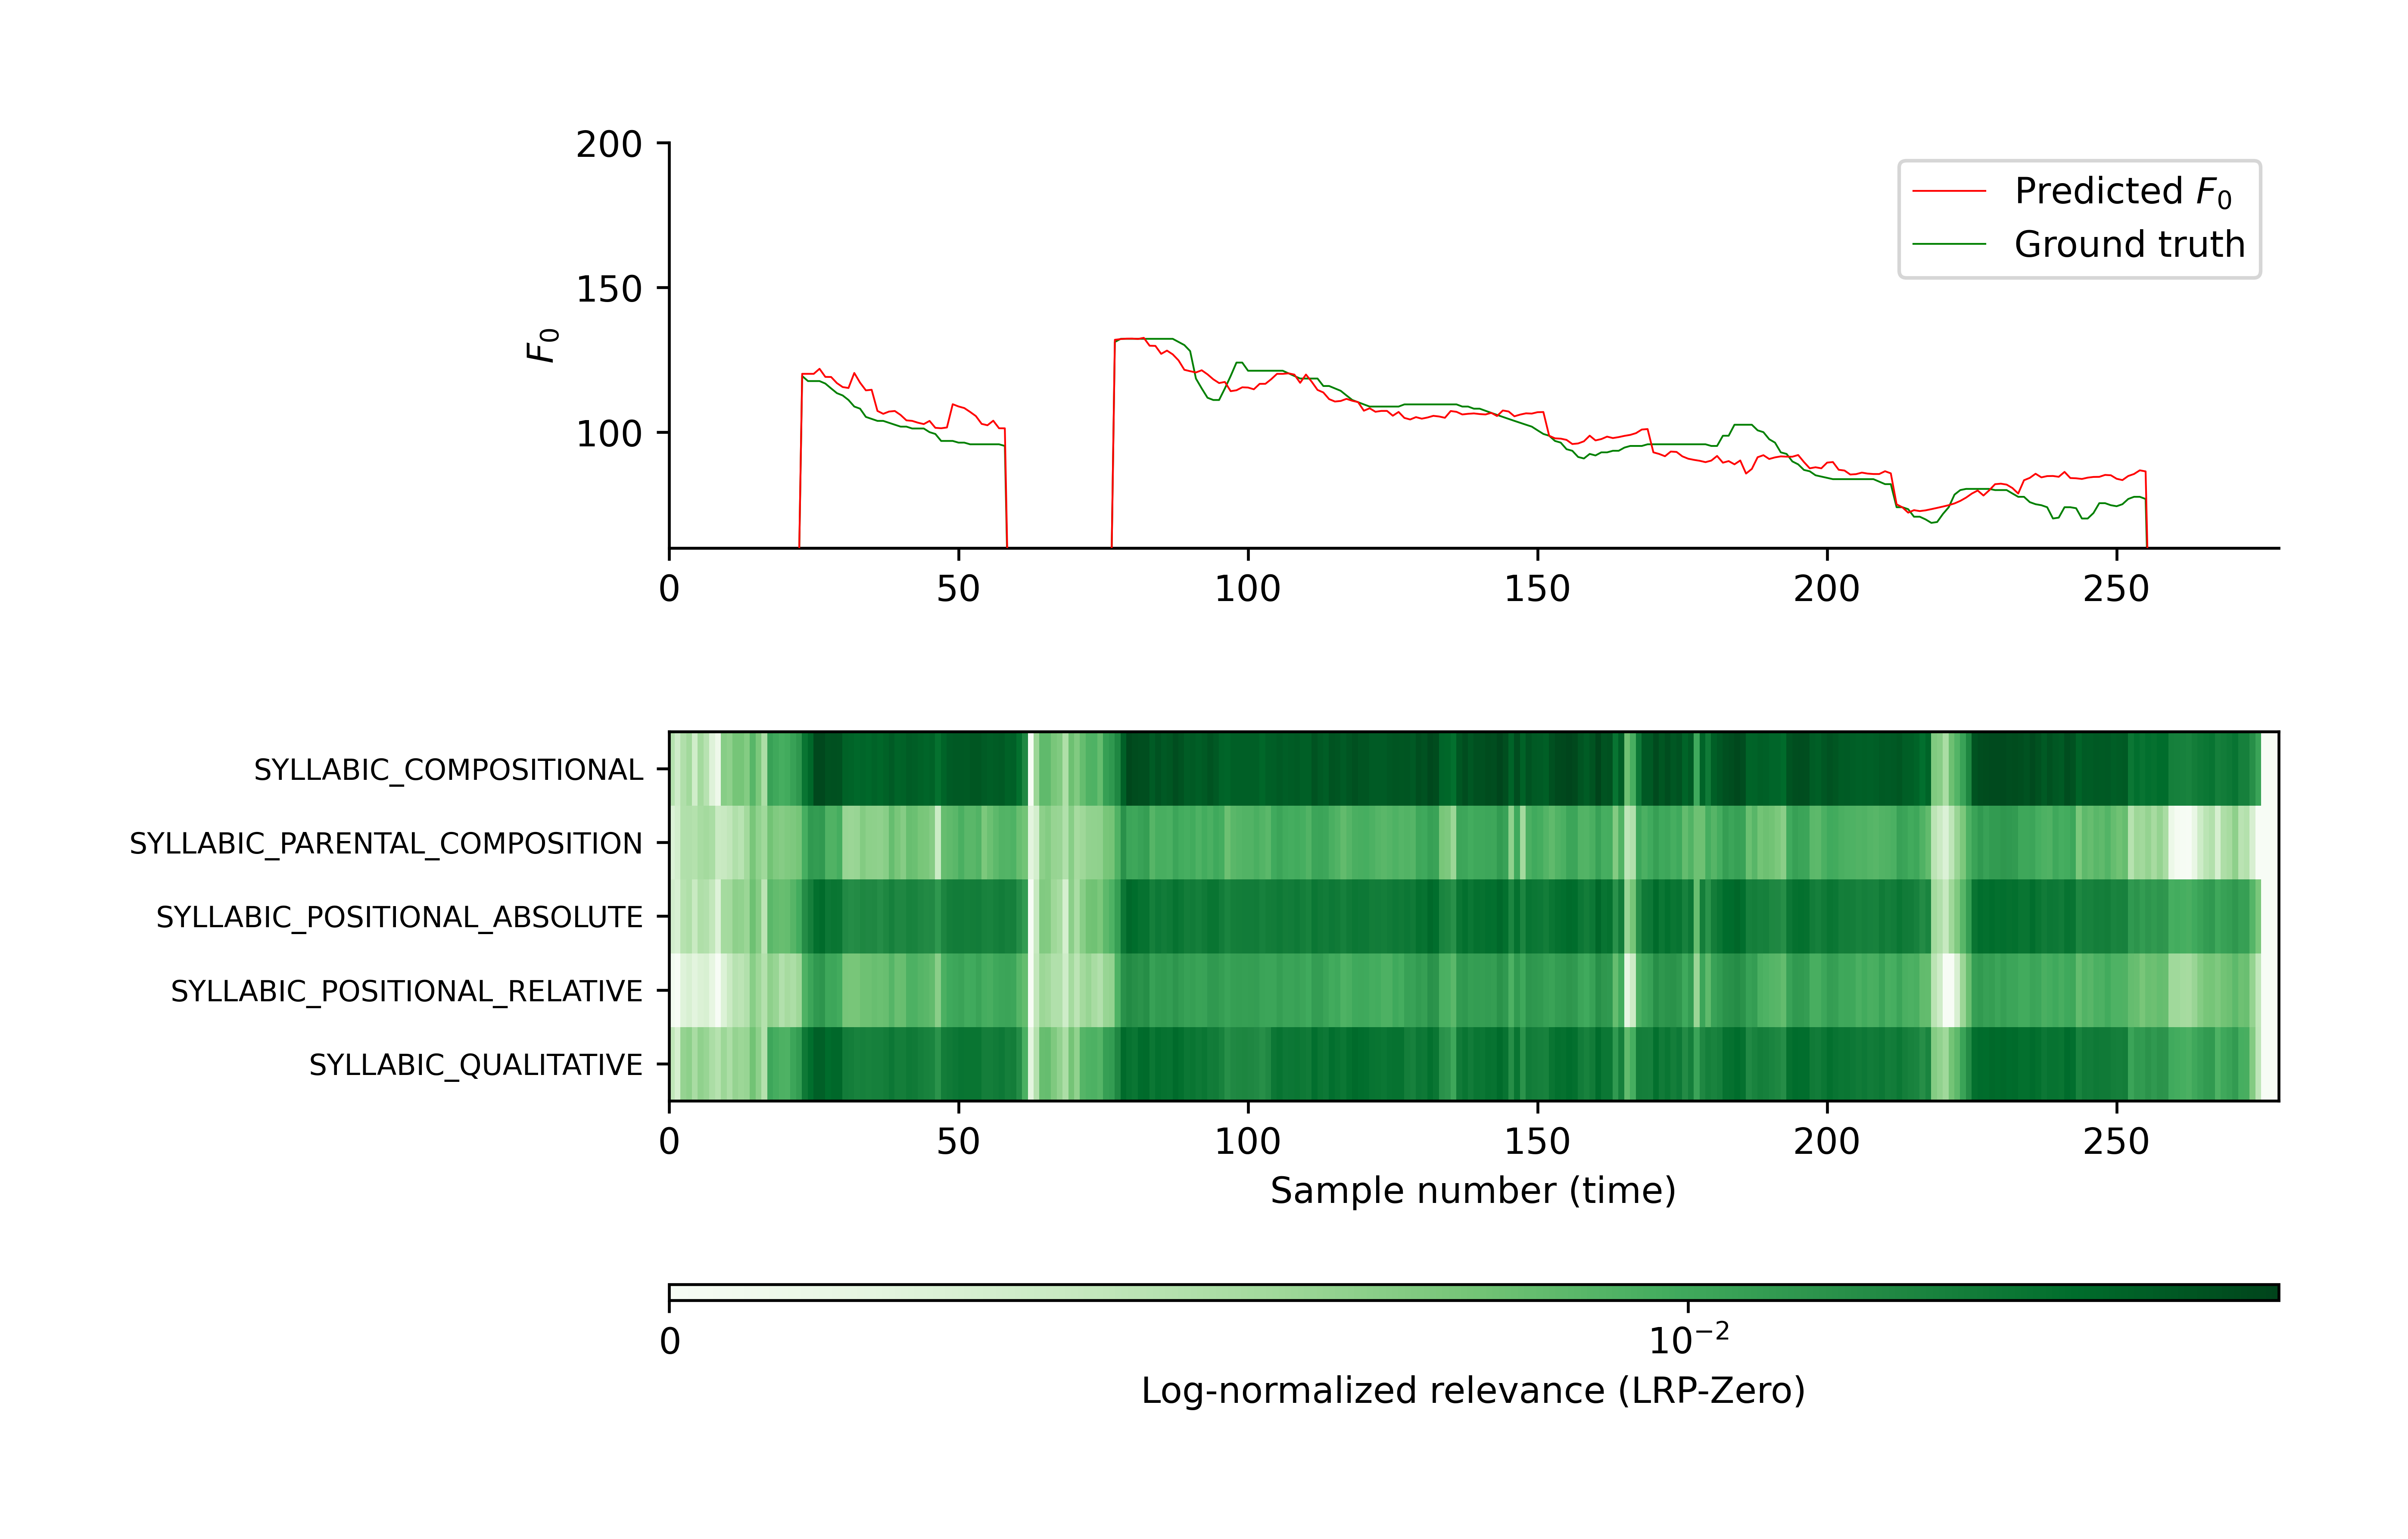 200
150
100
F₀
Predicted F₀
Ground truth
0 50 100 150 200 250
SYLLABIC_COMPOSITIONAL
SYLLABIC_PARENTAL_COMPOSITION
SYLLABIC_POSITIONAL_ABSOLUTE
SYLLABIC_POSITIONAL_RELATIVE
SYLLABIC_QUALITATIVE
0 50 100 150 200 250
Sample number (time)
0 10⁻²
Log-normalized relevance (LRP-Zero)